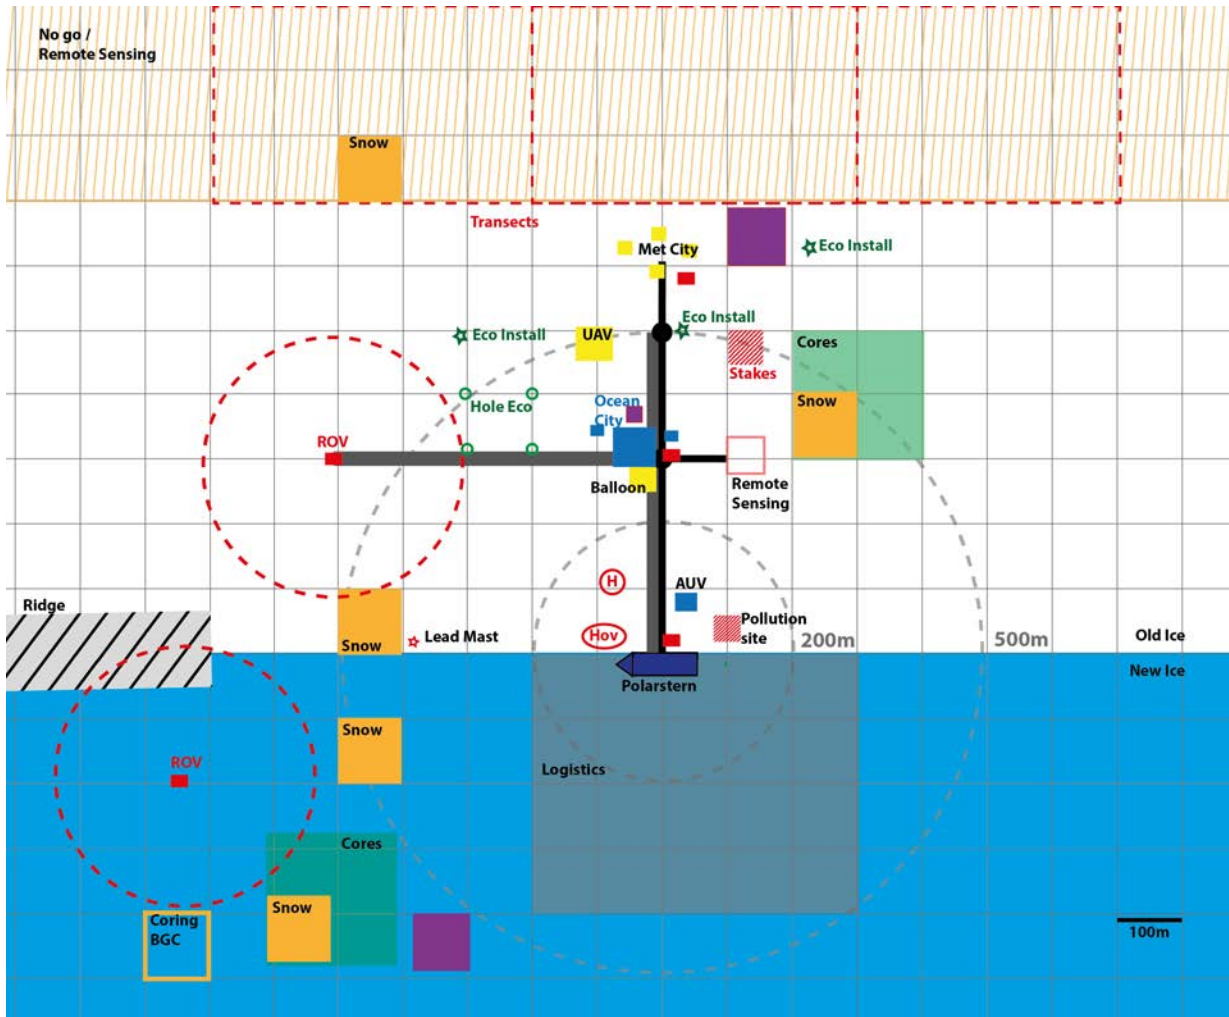 No go /
Remote Sensing
Snow
Transects
Met City
Eco Install
Eco Install
Eco Install
UAV
Cores
Stakes
Snow
Ocean
City
Hole Eco
ROV
Balloon
Remote
Sensing
H
AUV
Ridge
Lead Mast
Hov
Pollution
site
200m
500m
Old Ice
Snow
New Ice
Polarstern
Snow
ROV
Logistics
Cores
Snow
Coring
BGC
100m